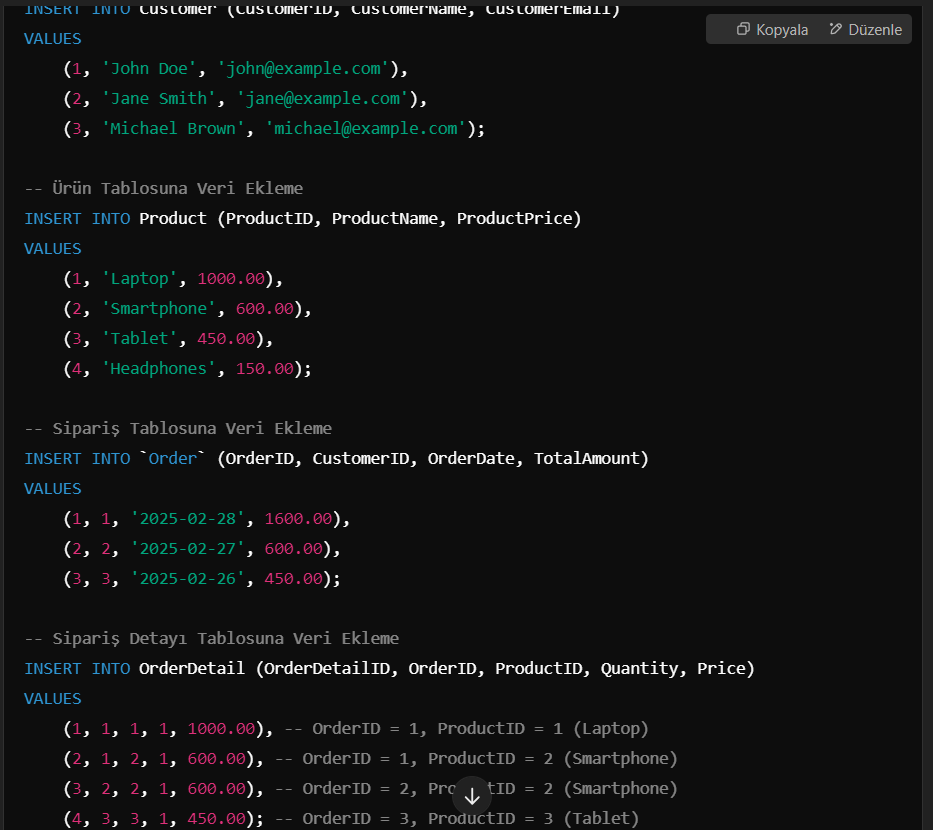 INSERT INTO Customer (CustomerID, CustomerName, CustomerEmail)
Kopyala Düzenle
VALUES
(1, 'John Doe', 'john@example.com'),
(2, 'Jane Smith', 'jane@example.com'),
(3, 'Michael Brown', 'michael@example.com');
-- Ürün Tablosuna Veri Ekleme
INSERT INTO Product (ProductID, ProductName, ProductPrice)
VALUES
(1, 'Laptop', 1000.00),
(2, 'Smartphone', 600.00),
(3, 'Tablet', 450.00),
(4, 'Headphones', 150.00);
-- Sipariş Tablosuna Veri Ekleme
INSERT INTO `Order` (OrderID, CustomerID, OrderDate, TotalAmount)
VALUES
(1, 1, '2025-02-28', 1600.00),
(2, 2, '2025-02-27', 600.00),
(3, 3, '2025-02-26', 450.00);
-- Sipariş Detayı Tablosuna Veri Ekleme
INSERT INTO OrderDetail (OrderDetailID, OrderID, ProductID, Quantity, Price)
VALUES
(1, 1, 1, 1, 1000.00), -- OrderID = 1, ProductID = 1 (Laptop)
(2, 1, 2, 1, 600.00), -- OrderID = 1, ProductID = 2 (Smartphone)
(3, 2, 2, 1, 600.00), -- OrderID = 2, ProductID = 2 (Smartphone)
(4, 3, 3, 1, 450.00); -- OrderID = 3, ProductID = 3 (Tablet)